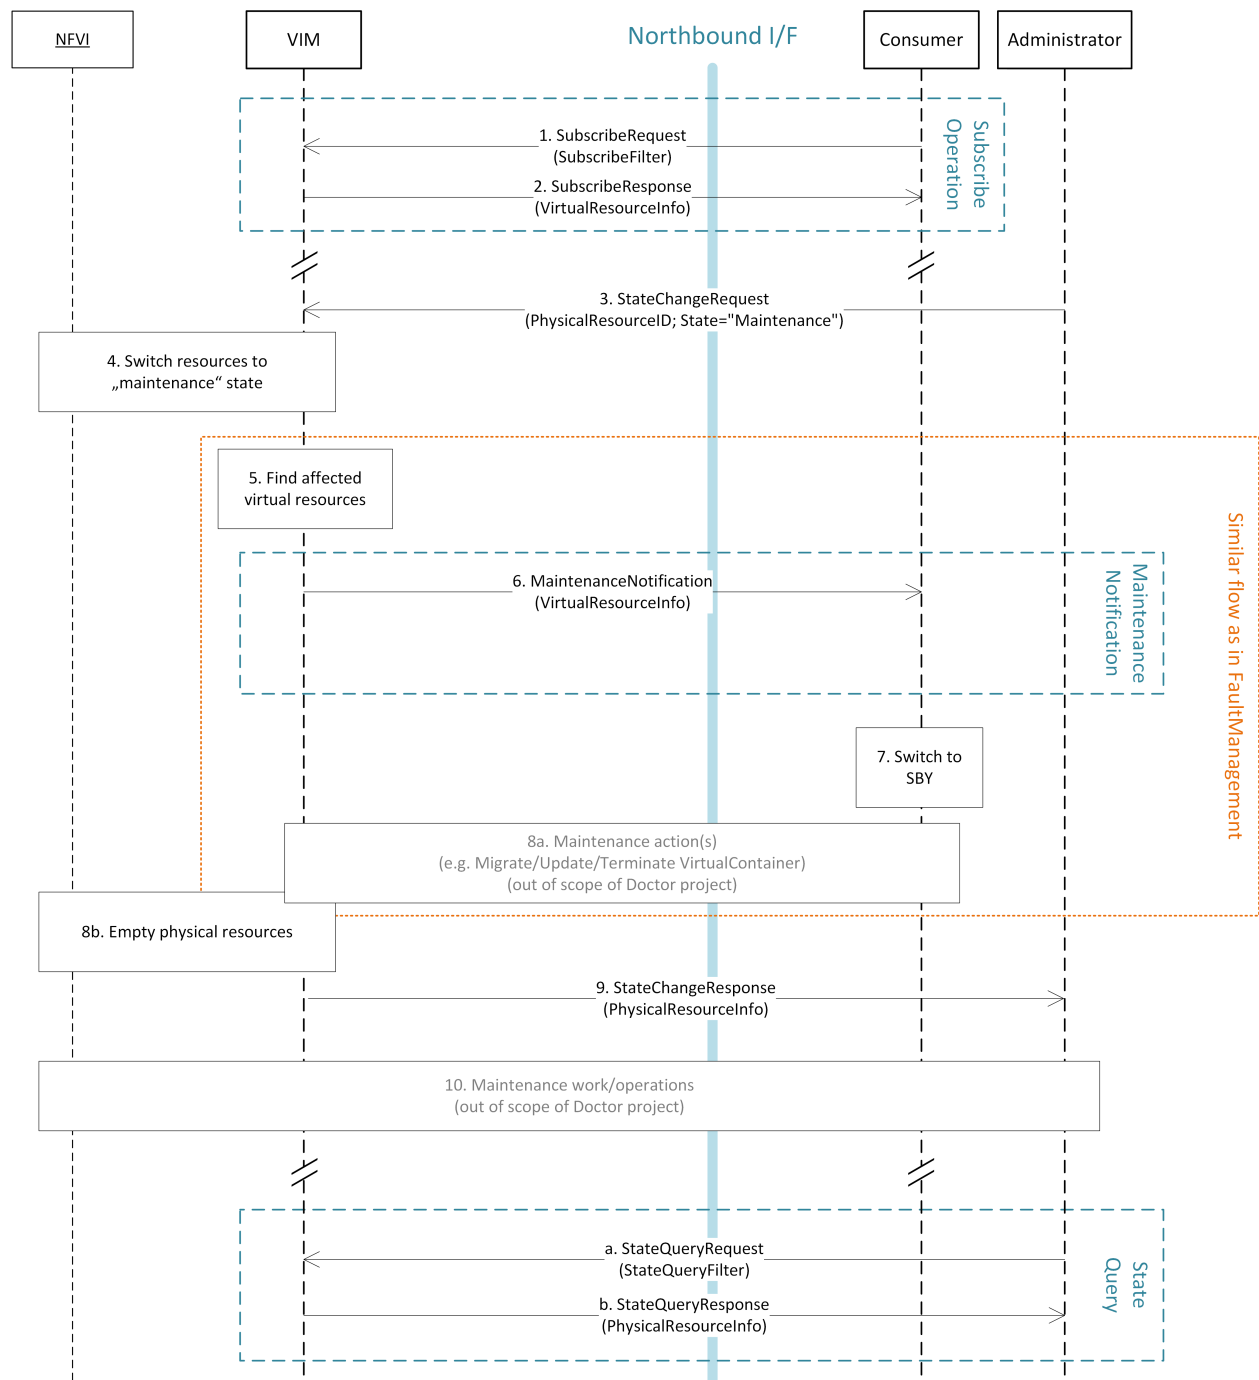 NFVI
VIM
Northbound I/F
Consumer
Administrator
1. SubscribeRequest
(SubscribeFilter)
2. SubscribeResponse
(VirtualResourceInfo)
Subscribe
Operation
3. StateChangeRequest
(PhysicalResourceID; State="Maintenance")
4. Switch resources to
„maintenance“ state
5. Find affected
virtual resources
6. MaintenanceNotification
(VirtualResourceInfo)
Maintenance
Notification
Similar flow as in FaultManagement
7. Switch to
SBY
8a. Maintenance action(s)
(e.g. Migrate/Update/Terminate VirtualContainer)
(out of scope of Doctor project)
8b. Empty physical resources
9. StateChangeResponse
(PhysicalResourceInfo)
10. Maintenance work/operations
(out of scope of Doctor project)
a. StateQueryRequest
(StateQueryFilter)
b. StateQueryResponse
(PhysicalResourceInfo)
State
Query